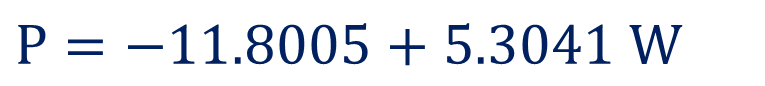 P = −11.8005 + 5.3041 W